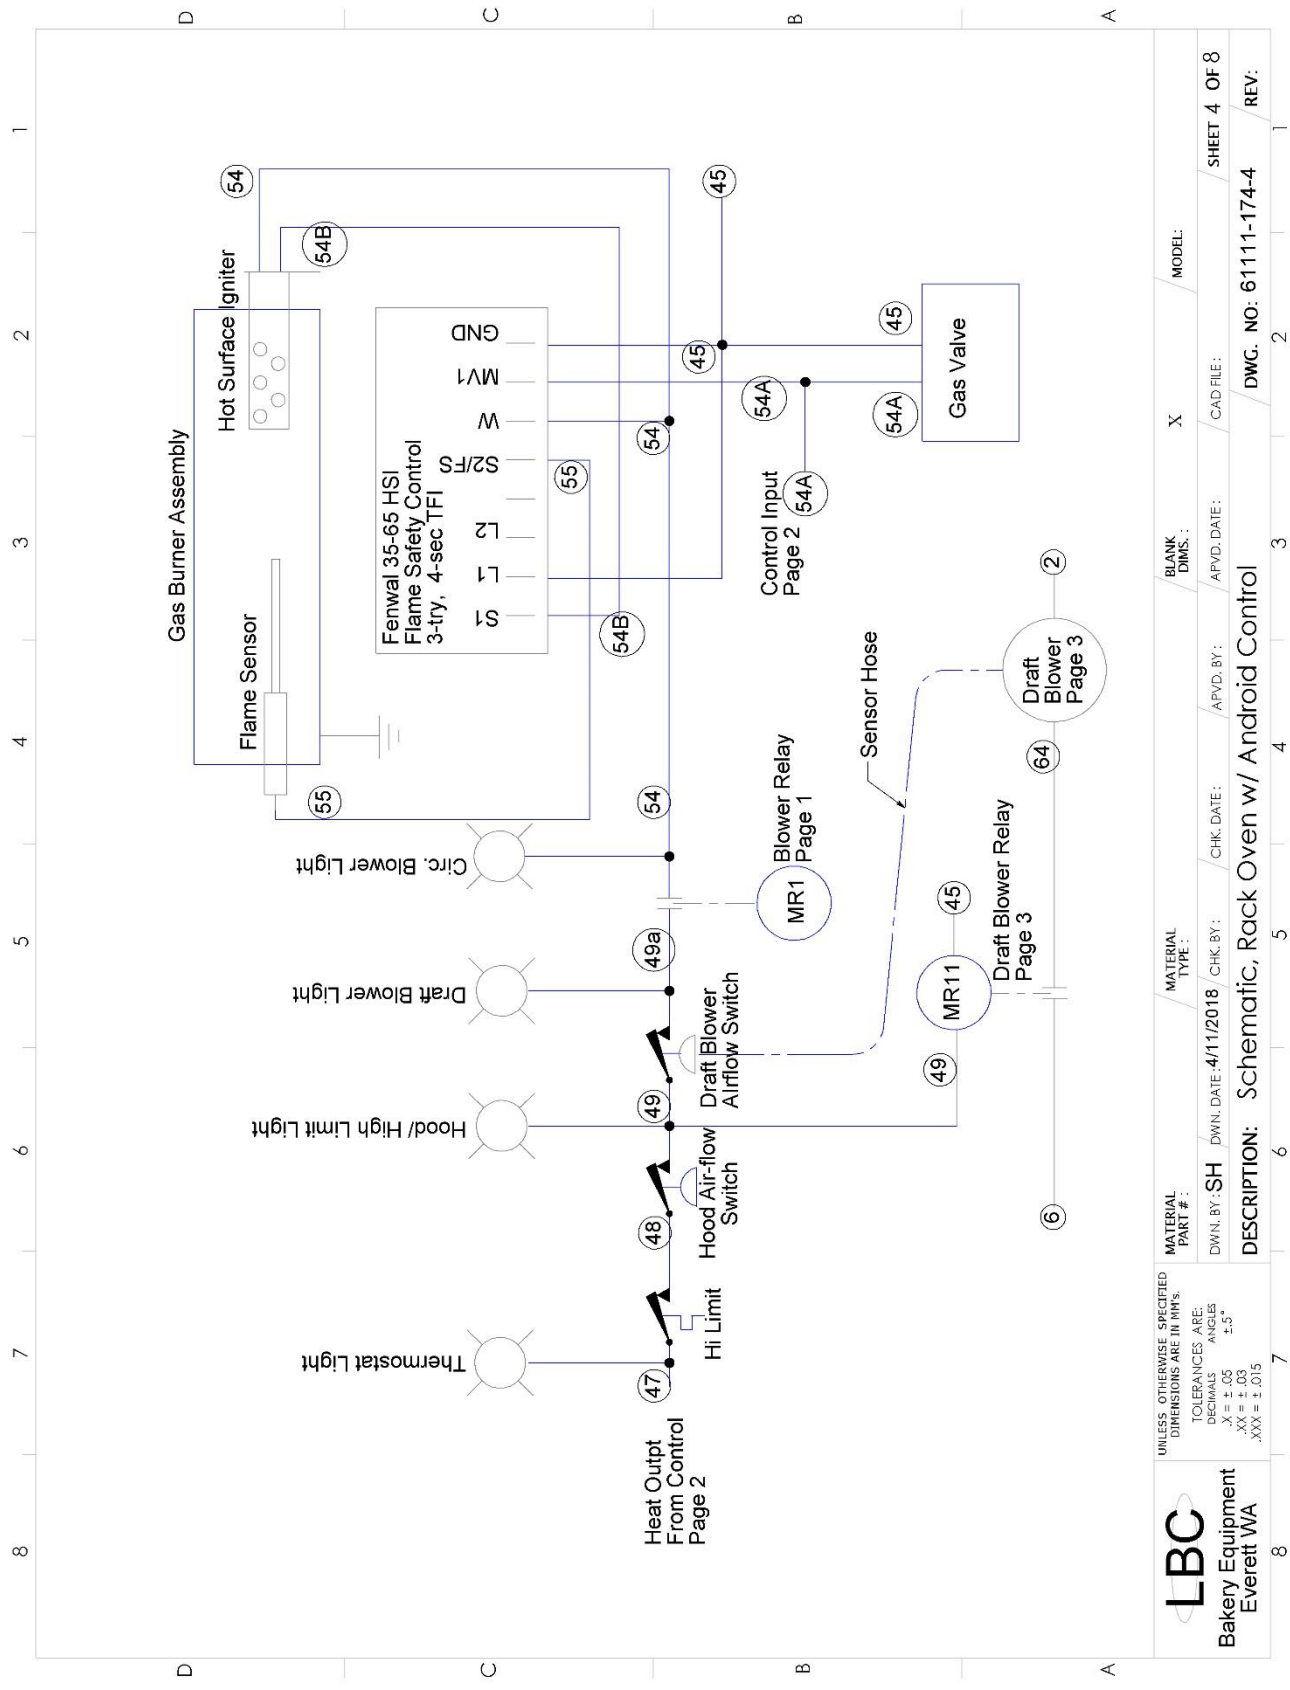 8
7
6
5
4
3
2
1
D
C
B
A
D
C
B
A
Gas Burner Assembly
Flame Sensor
Hot Surface Igniter
54
54B
55
Fenwal 35-65 HSI
Flame Safety Control
3-try, 4-sec TFI
S1
L1
L2
S2/FS
W
MV1
GND
54B
55
54
45
45
54A
Control Input
Page 2
54A
54A
45
Gas Valve
Thermostat Light
Hood/ High Limit Light
Draft Blower Light
Circ. Blower Light
Heat Outpt
From Control
Page 2
47
Hi Limit
48
Hood Air-flow
Switch
49
Draft Blower
AIrflow Switch
49a
54
MR1
Blower Relay
Page 1
Sensor Hose
49
MR11
45
Draft Blower Relay
Page 3
6
64
Draft
Blower
Page 3
2
LBC
Bakery Equipment
Everett WA
UNLESS OTHERWISE SPECIFIED
DIMENSIONS ARE IN MM's.
TOLERANCES ARE:
DECIMALS ANGLES
.X = ± .05 ±.5°
.XX = ± .03
.XXX = ± .015
MATERIAL
PART # :
MATERIAL
TYPE :
BLANK
DIMS. :
X
MODEL:
DWN. BY : SH
DWN. DATE : 4/11/2018
CHK. BY :
CHK. DATE :
APVD. BY :
APVD. DATE :
CAD FILE :
SHEET 4 OF 8
DESCRIPTION: Schematic, Rack Oven w/ Android Control
DWG. NO: 61111-174-4
REV:
8
7
6
5
4
3
2
1